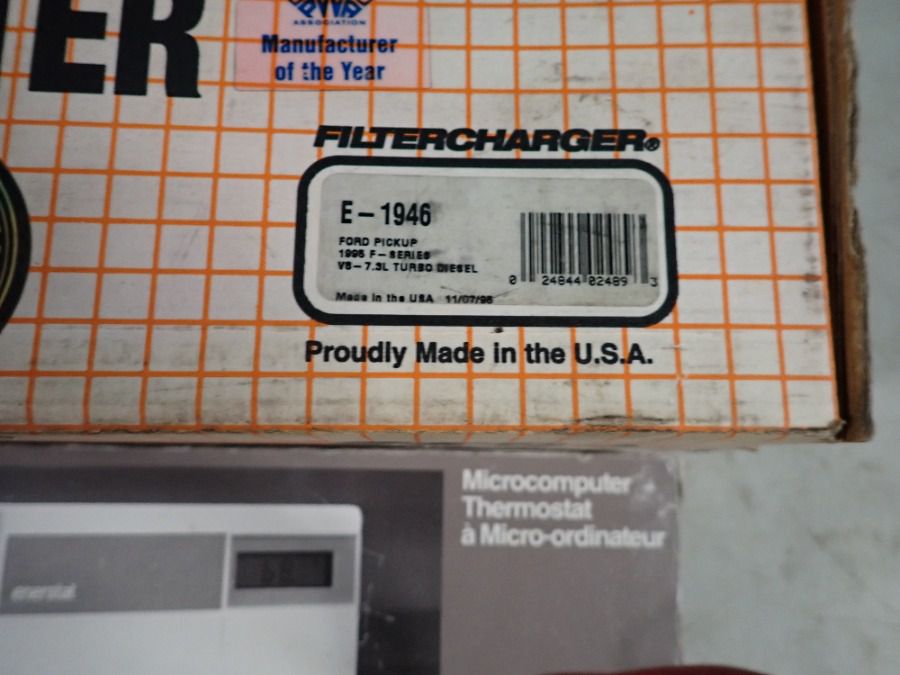 ER
ASSOCIATION
Manufacturer
of the Year
FILTERCHARGER®
E-1946
FORD PICKUP
1995 F-SERIES
V8-7.3L TURBO DIESEL
0 24844 02489 3
Made in the USA 11/07/96
Proudly Made in the U.S.A.
Microcomputer
Thermostat
à Micro-ordinateur
enerstat